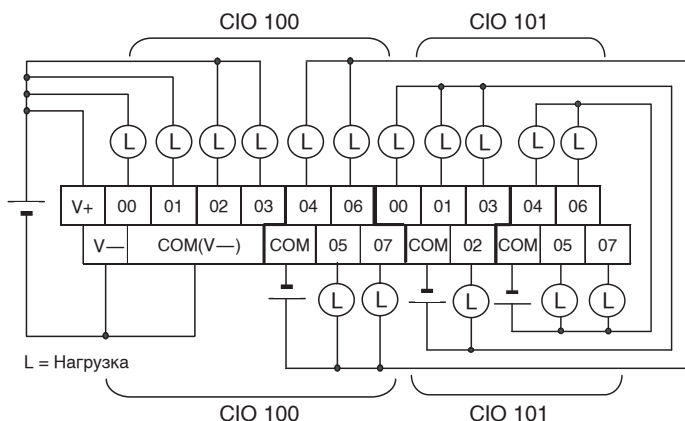 CIO 100 CIO 101
L L L L L L L L L L L
V+ 00 01 02 03 04 06 00 01 03 04 06
V— COM(V—) COM 05 07 COM 02 COM 05 07
L L L L L
L = Нагрузка
CIO 100 CIO 101